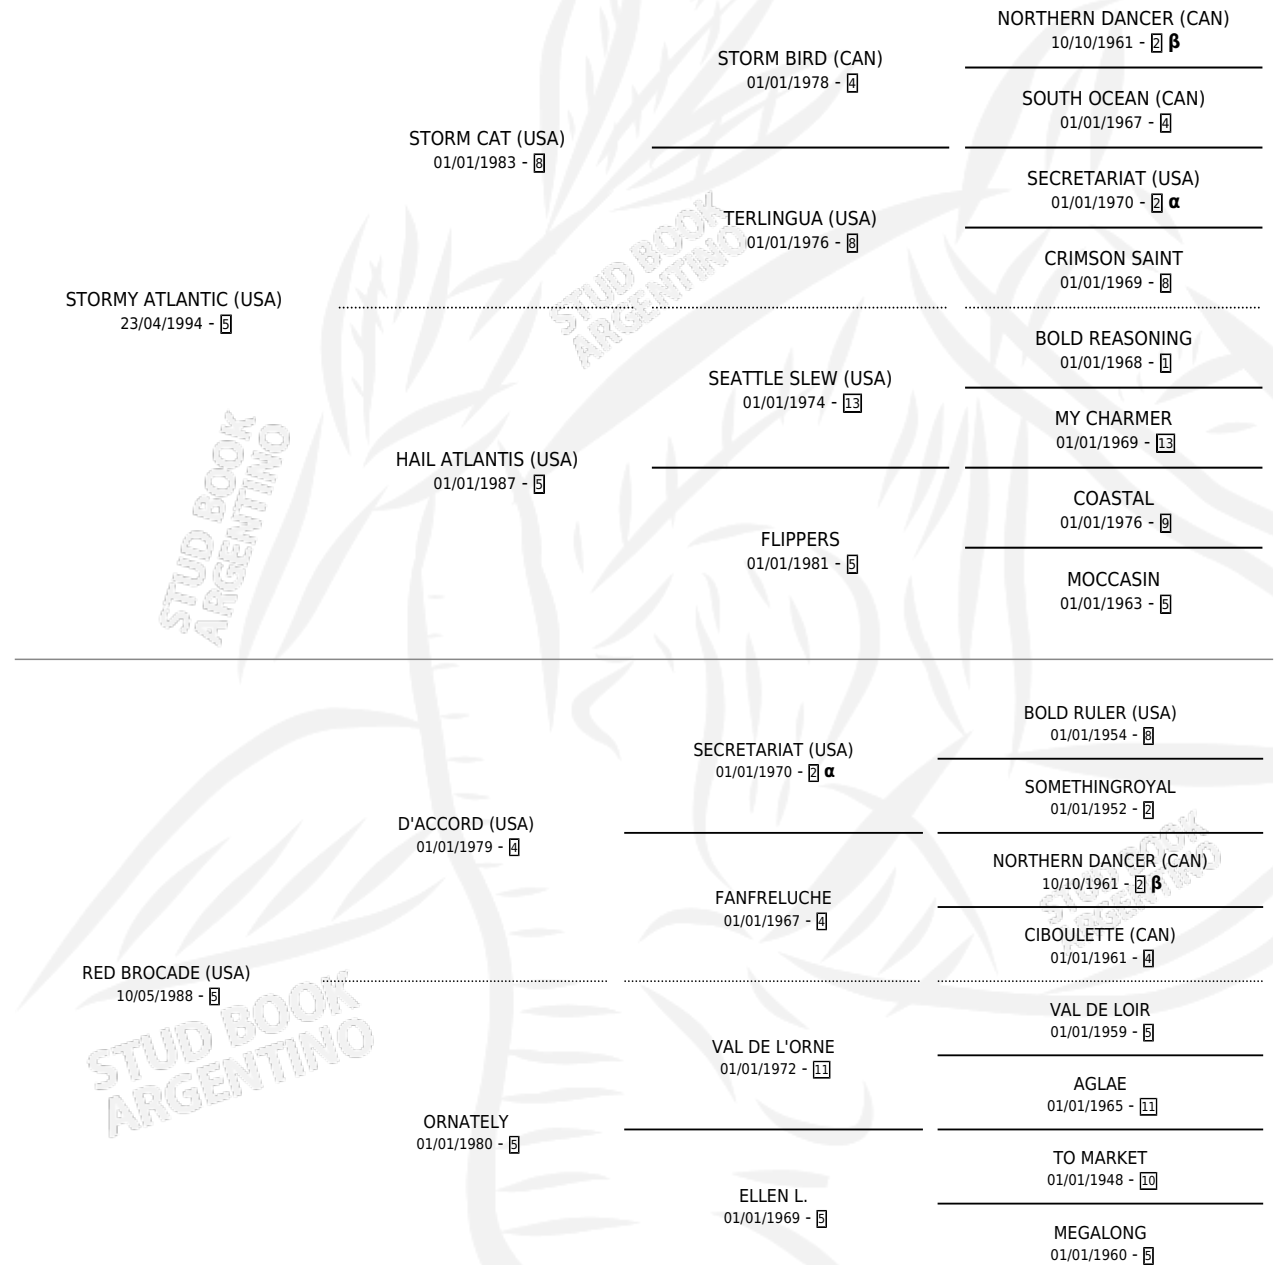 NORTHERN DANCER (CAN)
10/10/1961 - 2 β
STORM BIRD (CAN)
01/01/1978 - 4
SOUTH OCEAN (CAN)
01/01/1967 - 4
STORM CAT (USA)
01/01/1983 - 8
SECRETARIAT (USA)
01/01/1970 - 2 α
TERLINGUA (USA)
01/01/1976 - 8
CRIMSON SAINT
01/01/1969 - 8
STORMY ATLANTIC (USA)
23/04/1994 - 5
STUD BOOK
ARGENTINO
BOLD REASONING
01/01/1968 - 1
SEATTLE SLEW (USA)
01/01/1974 - 13
MY CHARMER
01/01/1969 - 13
HAIL ATLANTIS (USA)
01/01/1987 - 5
COASTAL
01/01/1976 - 9
FLIPPERS
01/01/1981 - 5
MOCCASIN
01/01/1963 - 5
STUD BOOK
ARGENTINO
BOLD RULER (USA)
01/01/1954 - 8
SECRETARIAT (USA)
01/01/1970 - 2 α
SOMETHINGROYAL
01/01/1952 - 2
D'ACCORD (USA)
01/01/1979 - 4
NORTHERN DANCER (CAN)
10/10/1961 - 2 β
FANFRELUCHE
01/01/1967 - 4
CIBOULETTE (CAN)
01/01/1961 - 4
STUD BOOK
ARGENTINO
RED BROCADE (USA)
10/05/1988 - 5
STUD BOOK
ARGENTINO
VAL DE LOIR
01/01/1959 - 5
VAL DE L'ORNE
01/01/1972 - 11
AGLAE
01/01/1965 - 11
ORNATELY
01/01/1980 - 5
TO MARKET
01/01/1948 - 10
ELLEN L.
01/01/1969 - 5
MEGALONG
01/01/1960 - 5